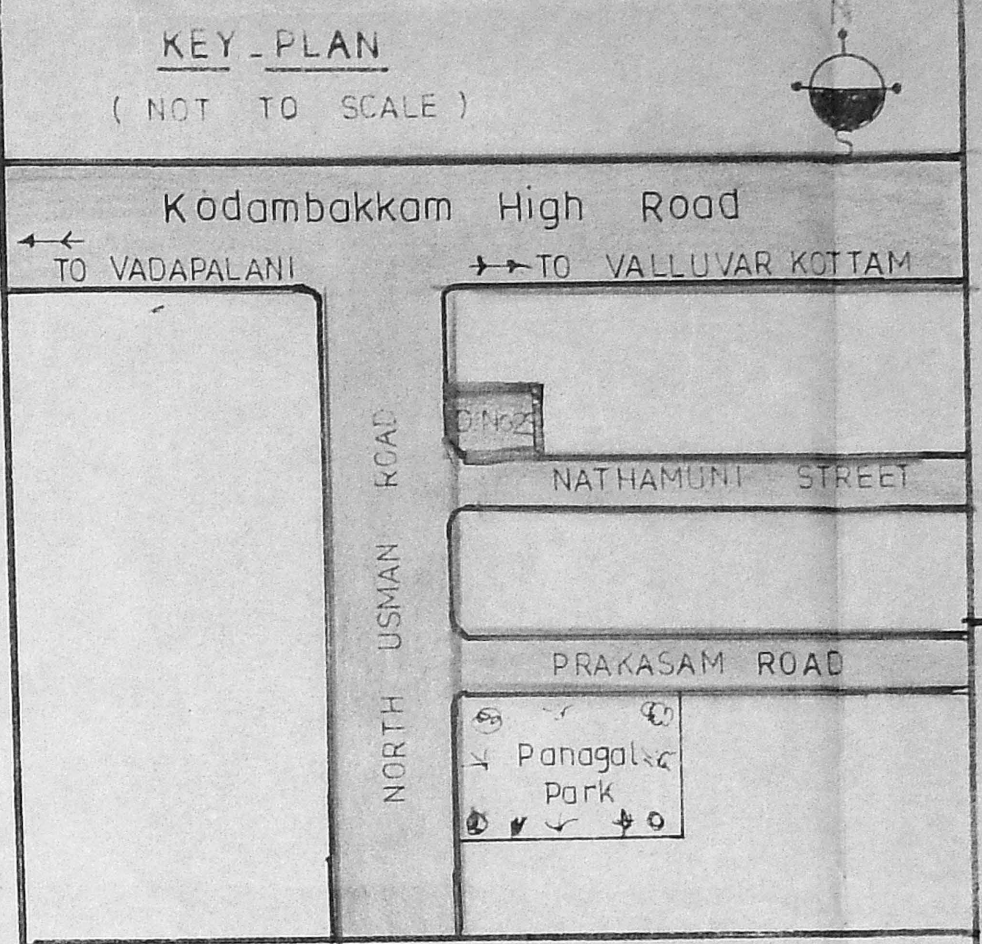 KEY-PLAN
N
( NOT TO SCALE )
S
Kodambakkam High Road
TO VADAPALANI
TO VALLUVAR KOTTAM
NORTH USMAN ROAD
NATHAMUNI STREET
PRAKASAM ROAD
Panagal
Park